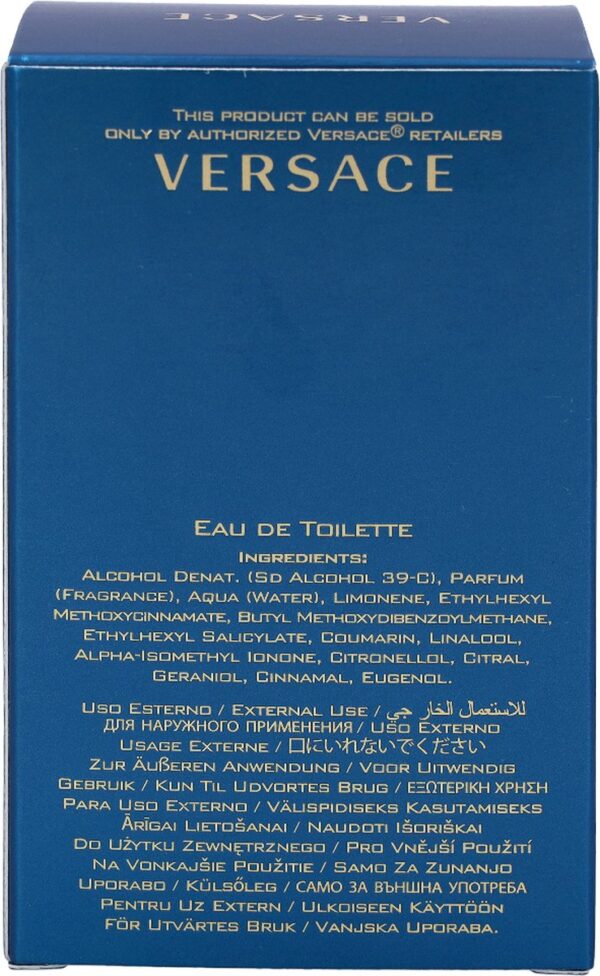 VERSACE
THIS PRODUCT CAN BE SOLD
ONLY BY AUTHORIZED VERSACE® RETAILERS
VERSACE
EAU DE TOILETTE
INGREDIENTS:
ALCOHOL DENAT. (SD ALCOHOL 39-C), PARFUM
(FRAGRANCE), AQUA (WATER), LIMONENE, ETHYLHEXYL
METHOXYCINNAMATE, BUTYL METHOXYDIBENZOYLMETHANE,
ETHYLHEXYL SALICYLATE, COUMARIN, LINALOOL,
ALPHA-ISOMETHYL IONONE, CITRONELLOL, CITRAL,
GERANIOL, CINNAMAL, EUGENOL.
USO ESTERNO / EXTERNAL USE / للاستعمال الخار جي
ДЛЯ НАРУЖНОГО ПРИМЕНЕНИЯ / USO EXTERNO
USAGE EXTERNE / 口にいれないでください
ZUR ÄUßEREN ANWENDUNG / VOOR UITWENDIG
GEBRUIK / KUN TIL UDVORTES BRUG / ΕΞΩΤΕΡΙΚΗ ΧΡΗΣΗ
PARA USO EXTERNO / VÄLISPIDISEKS KASUTAMISEKS
ĀRĪGAI LIETOŠANAI / NAUDOTI IŠORIŠKAI
DO UŻYTKU ZEWNĘTRZNEGO / PRO VNĚJŠÍ POUŽITÍ
NA VONKAJŠIE POUŽITIE / SAMO ZA ZUNANJO
UPORABO / KÜLSŐLEG / САМО ЗА ВЪНШНА УПОТРЕБА
PENTRU UZ EXTERN / ULKOISEEN KÄYTTÖÖN
FÖR UTVÄRTES BRUK / VANJSKA UPORABA.